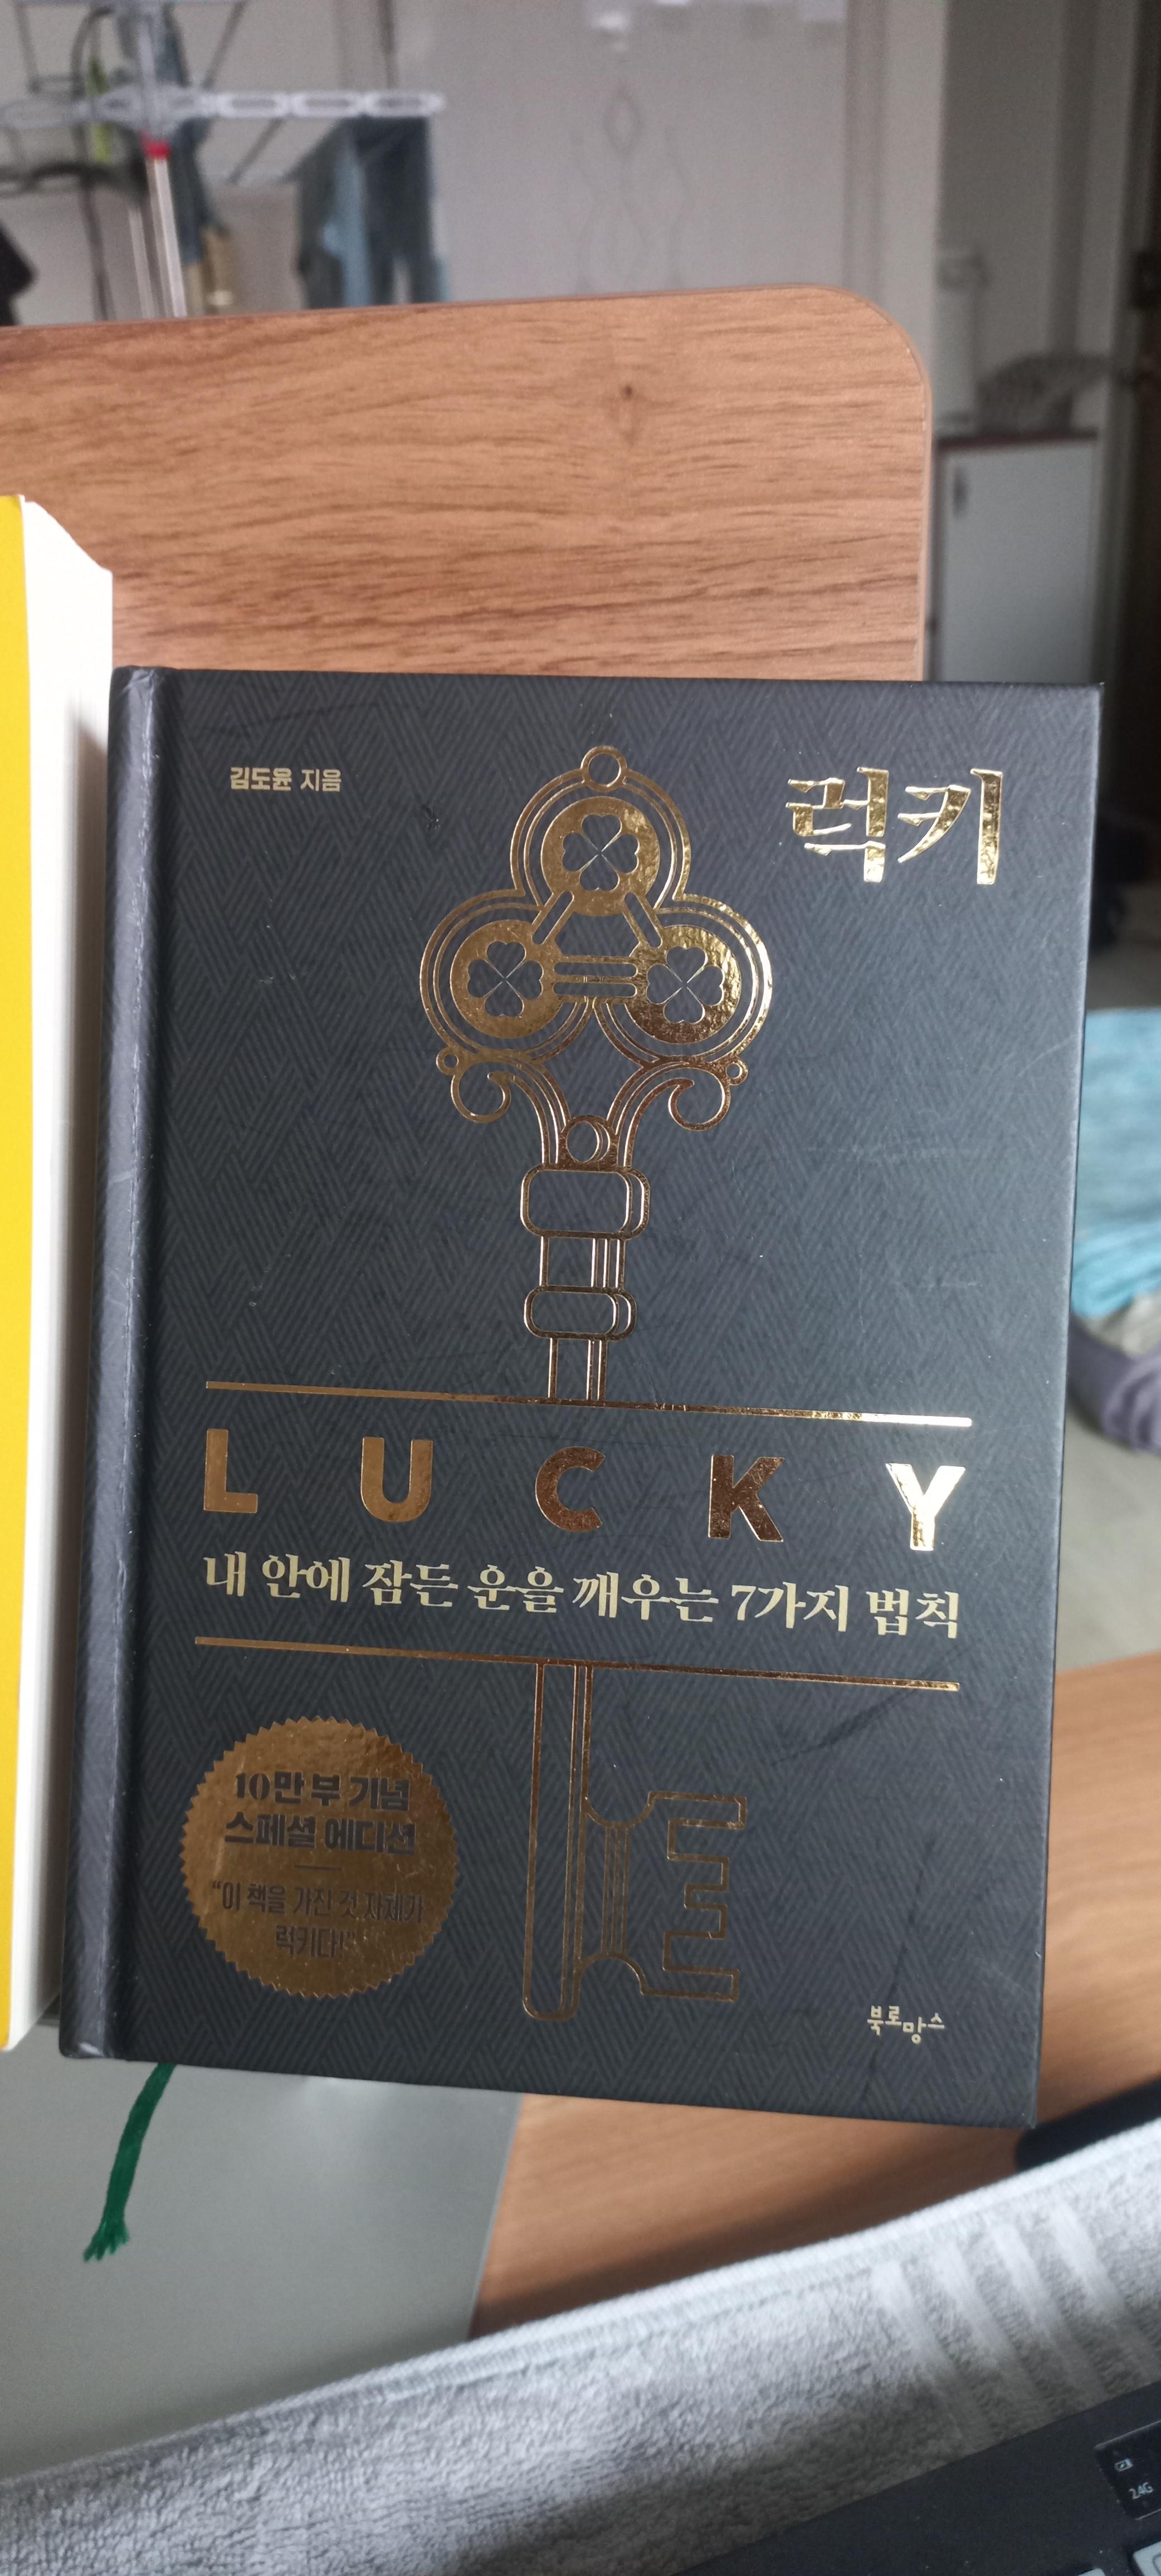 김도윤 지음
럭키
LUCKY
내 안에 잠든 운을 깨우는 7가지 법칙
10만 부 기념
스페셜 에디션
“이 책을 가진 것 자체가
럭키다!”
북로망스
2.4G